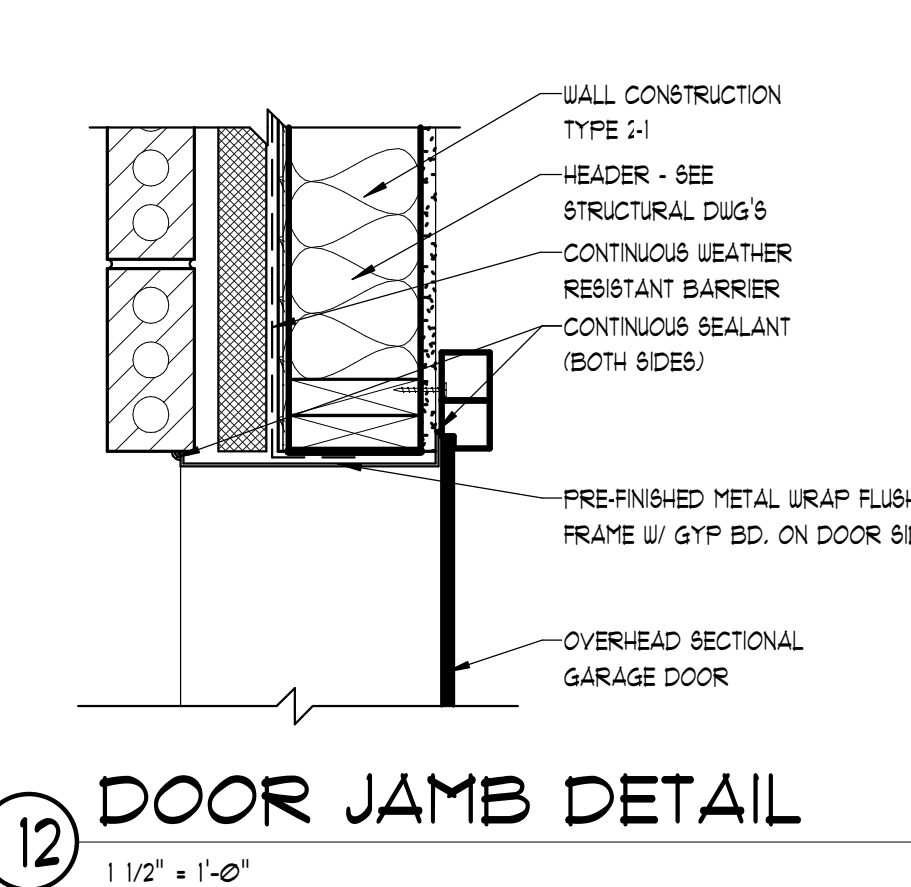 WALL CONSTRUCTION
TYPE 2-1
HEADER - SEE
STRUCTURAL DWG'S
CONTINUOUS WEATHER
RESISTANT BARRIER
CONTINUOUS SEALANT
(BOTH SIDES)
PRE-FINISHED METAL WRAP FLUSH
FRAME W/ GYP BD. ON DOOR
OVERHEAD SECTIONAL
GARAGE DOOR
DOOR JAMB DETAIL
12
1 1/2" = 1'-0"